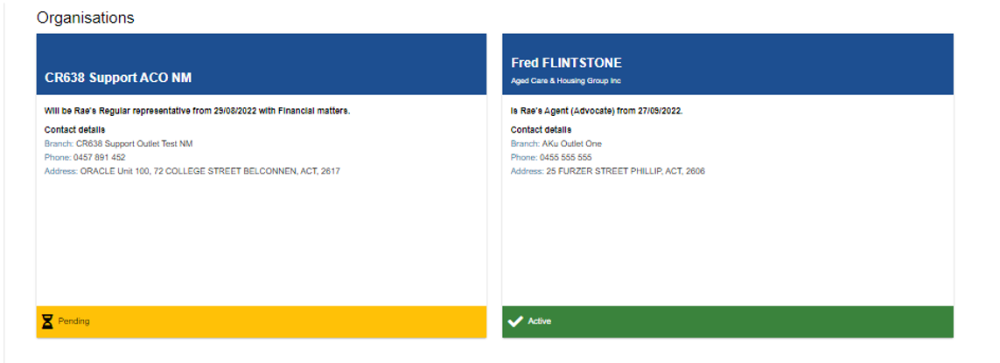 Organisations
CR638 Support ACO NM
Will be Rae's Regular representative from 29/08/2022 with Financial matters.
Contact details
Branch: CR638 Support Outlet Test NM
Phone: 0457 891 452
Address: ORACLE Unit 100, 72 COLLEGE STREET BELCONNEN, ACT, 2617
Pending
Fred FLINTSTONE
Aged Care & Housing Group Inc
Is Rae's Agent (Advocate) from 27/09/2022.
Contact details
Branch: AKu Outlet One
Phone: 0455 555 555
Address: 25 FURZER STREET PHILLIP, ACT, 2606
Active